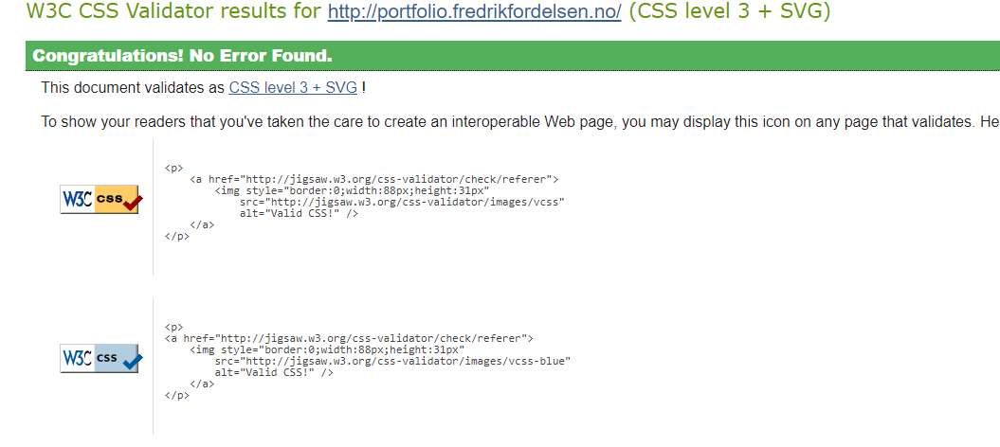 W3C CSS Validator results for http://portfolio.fredrikfordelsen.no/ (CSS level 3 + SVG)
Congratulations! No Error Found.
This document validates as CSS level 3 + SVG !
To show your readers that you've taken the care to create an interoperable Web page, you may display this icon on any page that validates. He
W3C css
<p>
    <a href="http://jigsaw.w3.org/css-validator/check/referer">
        <img style="border:0;width:88px;height:31px"
            src="http://jigsaw.w3.org/css-validator/images/vcss"
            alt="Valid CSS!" />
    </a>
</p>
W3C css
<p>
<a href="http://jigsaw.w3.org/css-validator/check/referer">
    <img style="border:0;width:88px;height:31px"
        src="http://jigsaw.w3.org/css-validator/images/vcss-blue"
        alt="Valid CSS!" />
    </a>
</p>